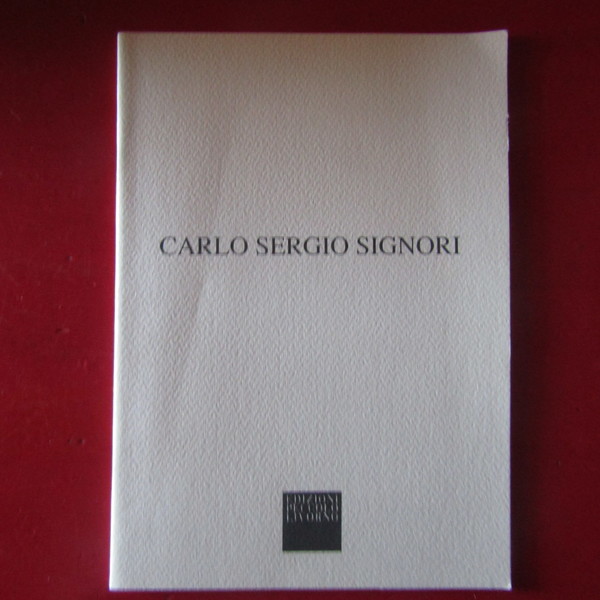 CARLO SERGIO SIGNORI
EDIZIONI
PECCOLO
LIVORNO